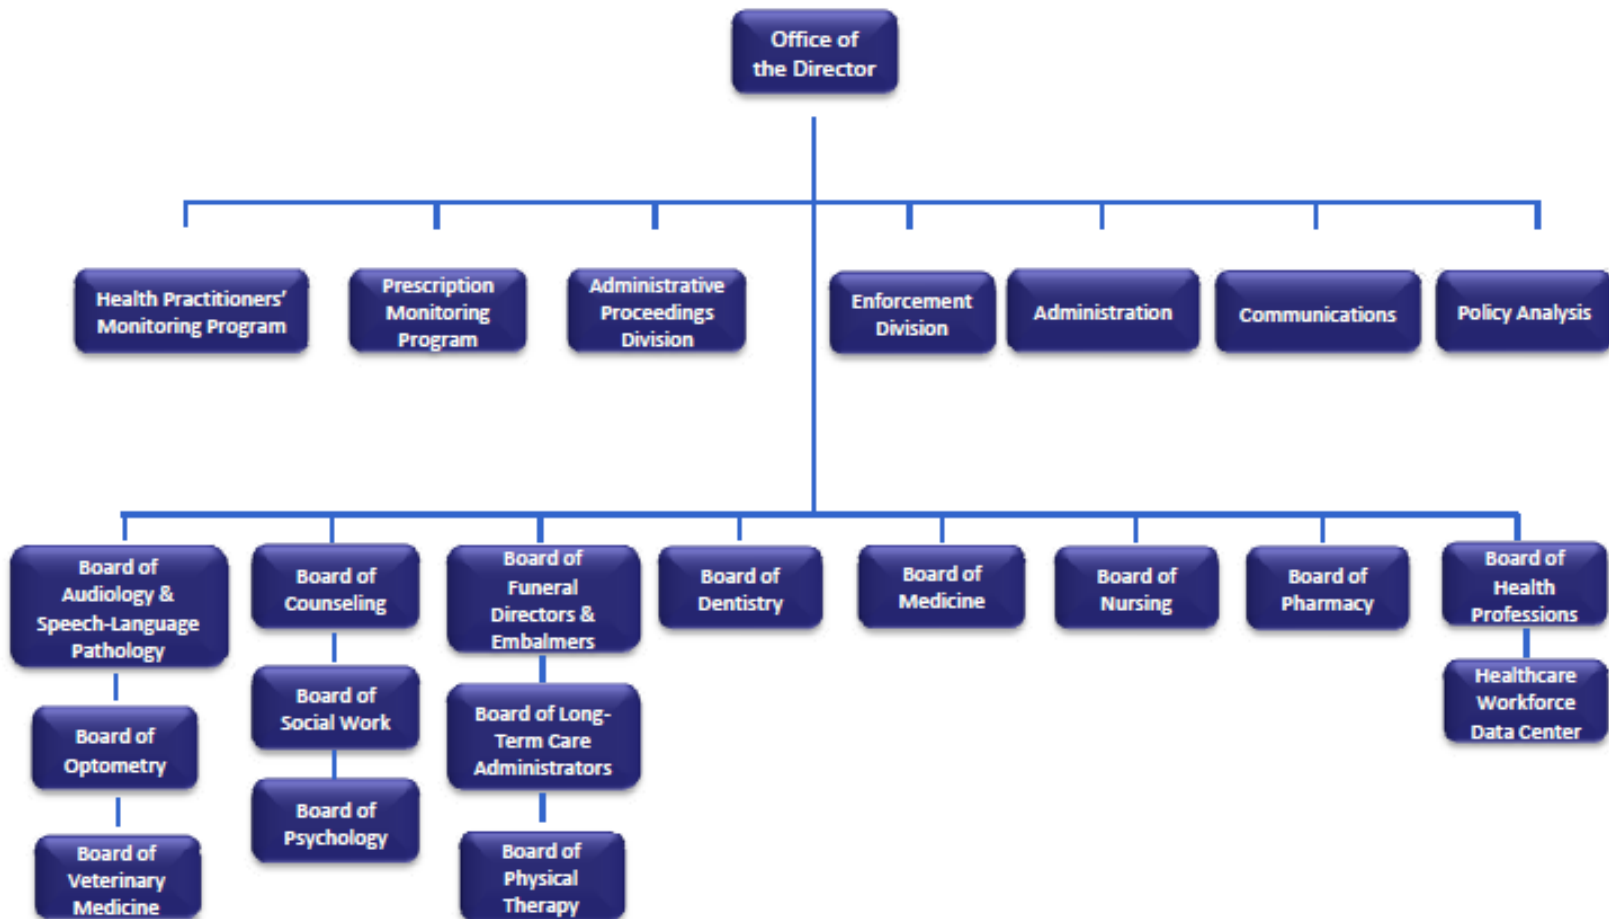 Office of
the Director
Health Practitioners'
Monitoring Program
Prescription
Monitoring
Program
Administrative
Proceedings
Division
Enforcement
Division
Administration
Communications
Policy Analysis
Board of
Audiology &
Speech-Language
Pathology
Board of
Counseling
Board of
Funeral
Directors &
Embalmers
Board of
Dentistry
Board of
Medicine
Board of
Nursing
Board of
Pharmacy
Board of
Health
Professions
Board of
Optometry
Board of
Social Work
Board of Long-
Term Care
Administrators
Healthcare
Workforce
Data Center
Board of
Veterinary
Medicine
Board of
Psychology
Board of
Physical
Therapy